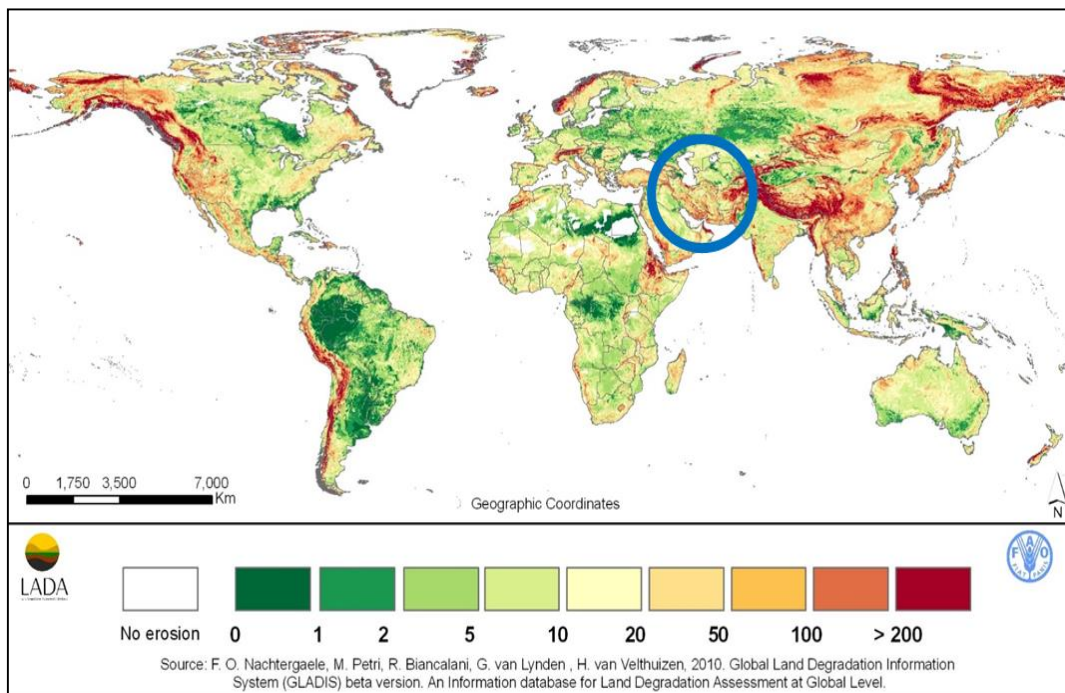 0 1,750 3,500 7,000
Km
Geographic Coordinates
N
LADA
F A O
FIAT PANIS
No erosion 0 1 2 5 10 20 50 100 > 200
Source: F. O. Nachtergaele, M. Petri, R. Biancalani, G. van Lynden , H. van Velthuizen, 2010. Global Land Degradation Information
System (GLADIS) beta version. An Information database for Land Degradation Assessment at Global Level.